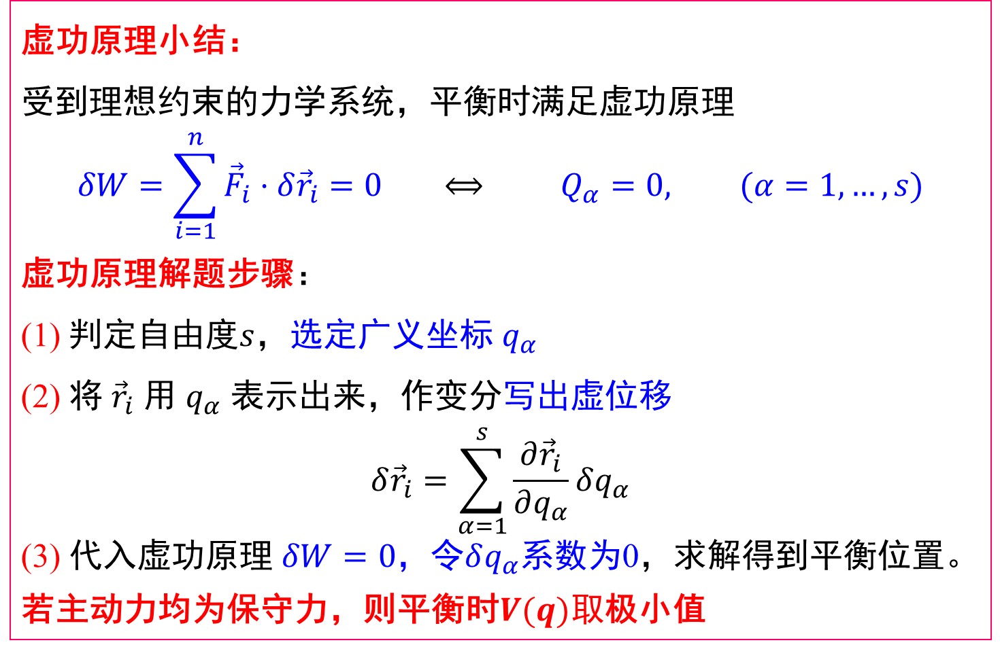 虚功原理小结：
受到理想约束的力学系统，平衡时满足虚功原理
$\delta W = \sum_{i=1}^{n} \vec{F}_i \cdot \delta \vec{r}_i = 0 \quad \Longleftrightarrow \quad Q_\alpha = 0, \quad (\alpha = 1, \ldots, s)$
虚功原理解题步骤：
(1) 判定自由度$s$，选定广义坐标 $q_\alpha$
(2) 将 $\vec{r}_i$ 用 $q_\alpha$ 表示出来，作变分写出虚位移
$\delta \vec{r}_i = \sum_{\alpha=1}^{s} \frac{\partial \vec{r}_i}{\partial q_\alpha} \delta q_\alpha$
(3) 代入虚功原理 $\delta W = 0$，令$\delta q_\alpha$系数为0，求解得到平衡位置。
若主动力均为保守力，则平衡时$V(q)$取极小值